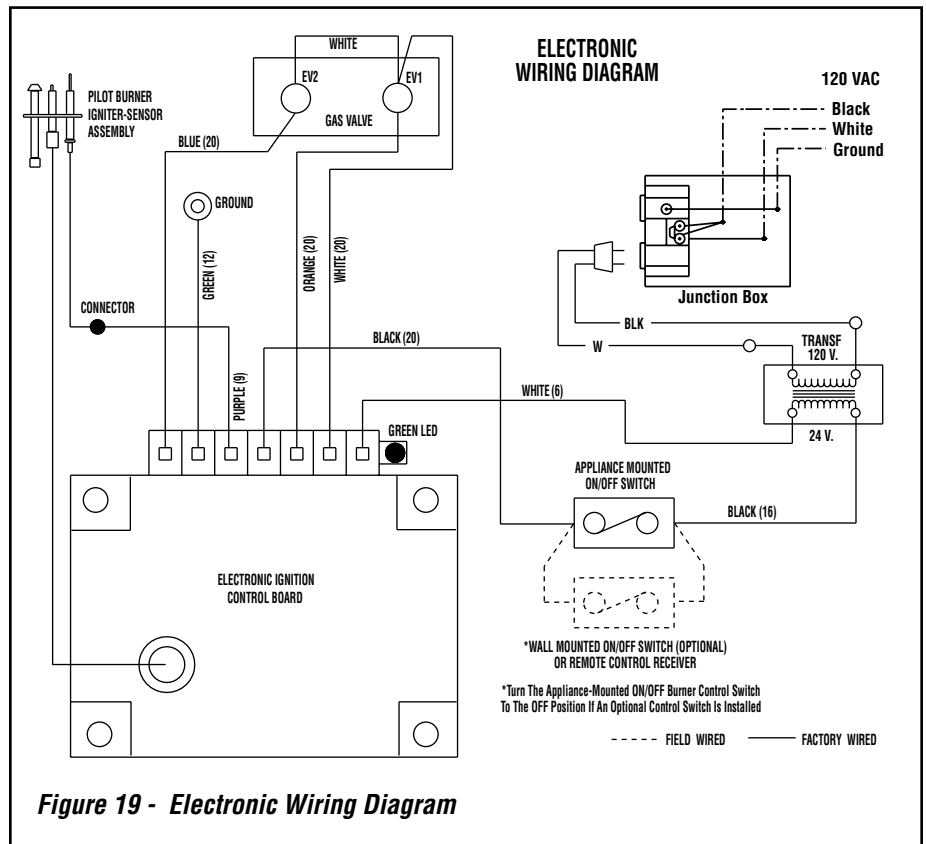 ELECTRONIC
WIRING DIAGRAM
WHITE
EV2
EV1
GAS VALVE
PILOT BURNER
IGNITER-SENSOR
ASSEMBLY
BLUE (20)
GROUND
GREEN (12)
ORANGE (20)
WHITE (20)
CONNECTOR
PURPLE (9)
BLACK (20)
WHITE (6)
GREEN LED
120 VAC
Black
White
Ground
Junction Box
BLK
W
TRANSF
120 V.
24 V.
APPLIANCE MOUNTED
ON/OFF SWITCH
BLACK (16)
ELECTRONIC IGNITION
CONTROL BOARD
*WALL MOUNTED ON/OFF SWITCH (OPTIONAL)
OR REMOTE CONTROL RECEIVER
*Turn The Appliance-Mounted ON/OFF Burner Control Switch
To The OFF Position If An Optional Control Switch Is Installed
FIELD WIRED
FACTORY WIRED
Figure 19 - Electronic Wiring Diagram